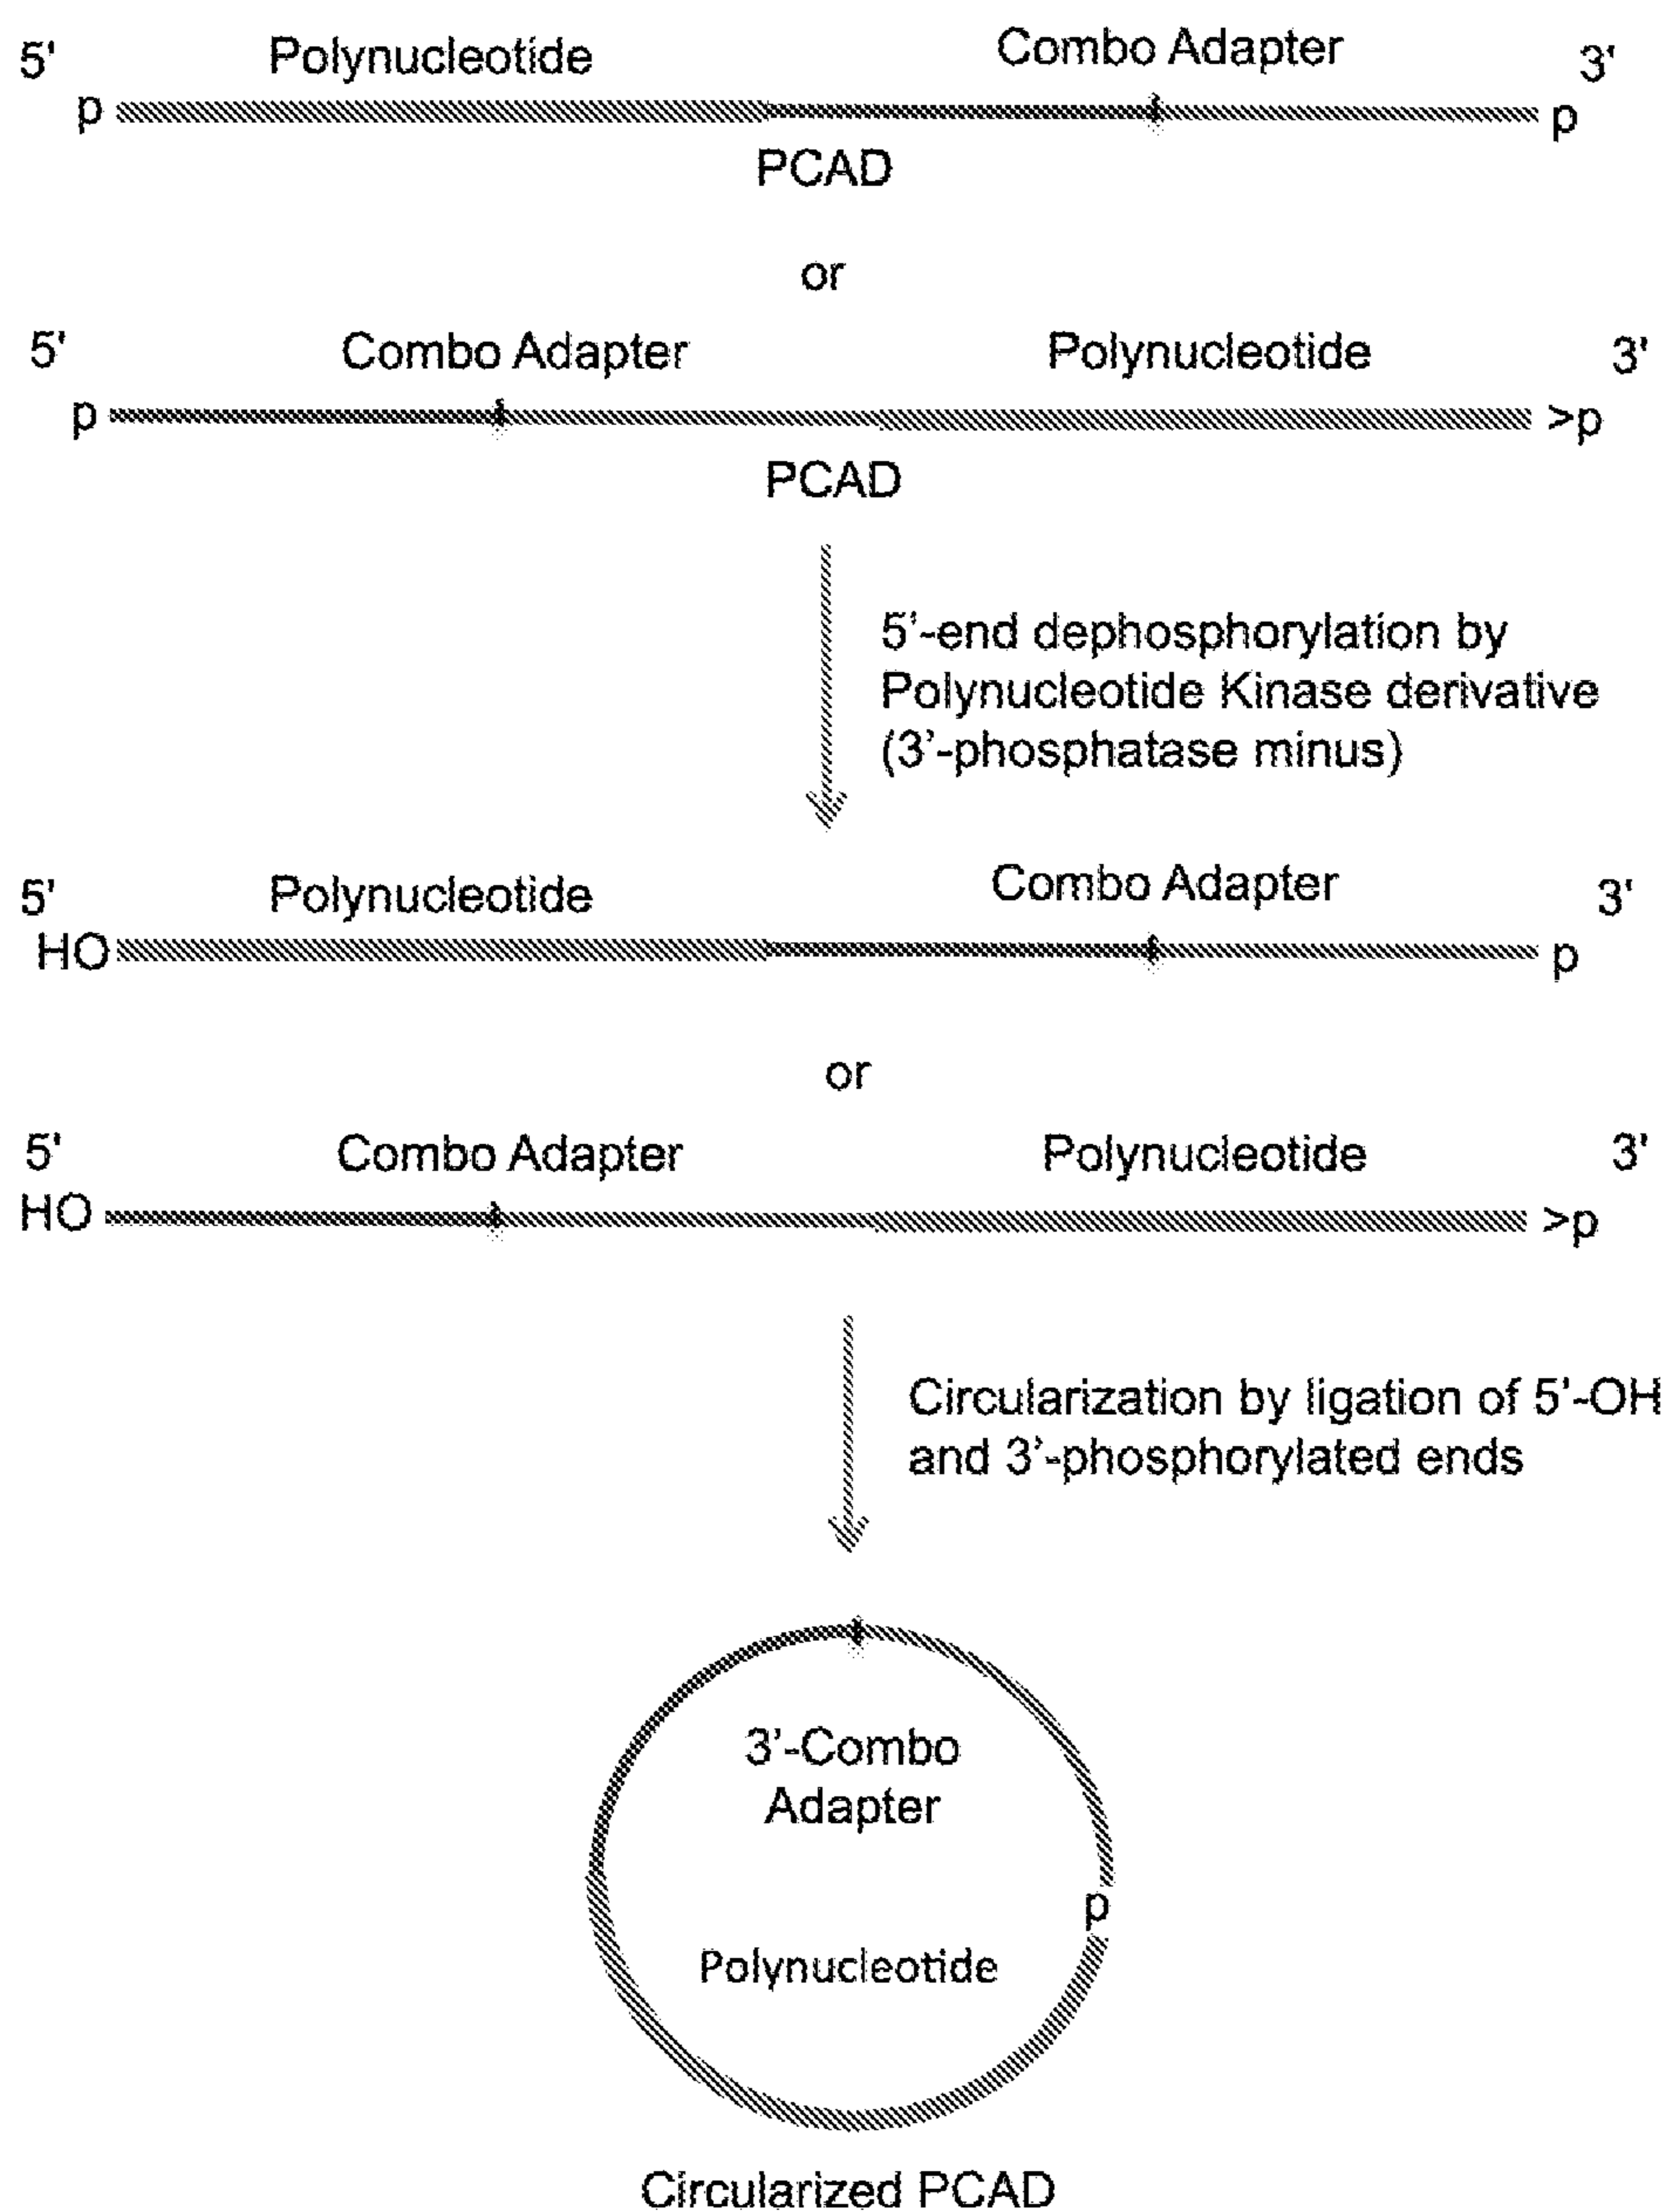 5' Polynucleotide Combo Adapter 3'
p p
PCAD
or
5' Combo Adapter Polynucleotide 3'
p >p
PCAD
5'-end dephosphorylation by
Polynucleotide Kinase derivative
(3'-phosphatase minus)
5' Polynucleotide Combo Adapter 3'
HO p
or
5' Combo Adapter Polynucleotide 3'
HO >p
Circularization by ligation of 5'-OH
and 3'-phosphorylated ends
3'-Combo
Adapter
p
Polynucleotide
Circularized PCAD